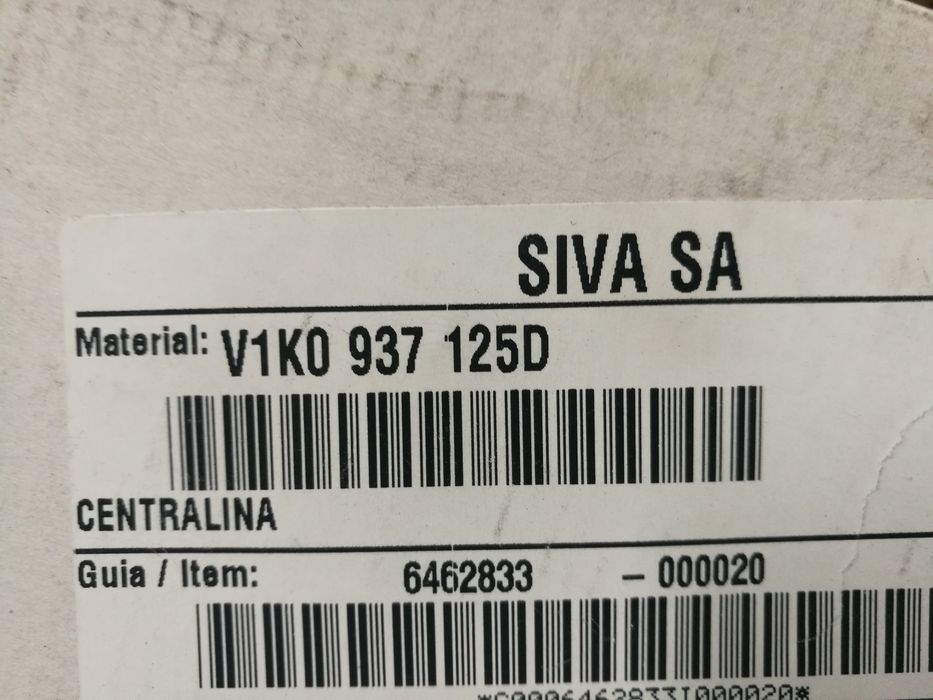 SIVA SA
Material: V1K0 937 125D
CENTRALINA
Guia / Item: 6462833 - 000020